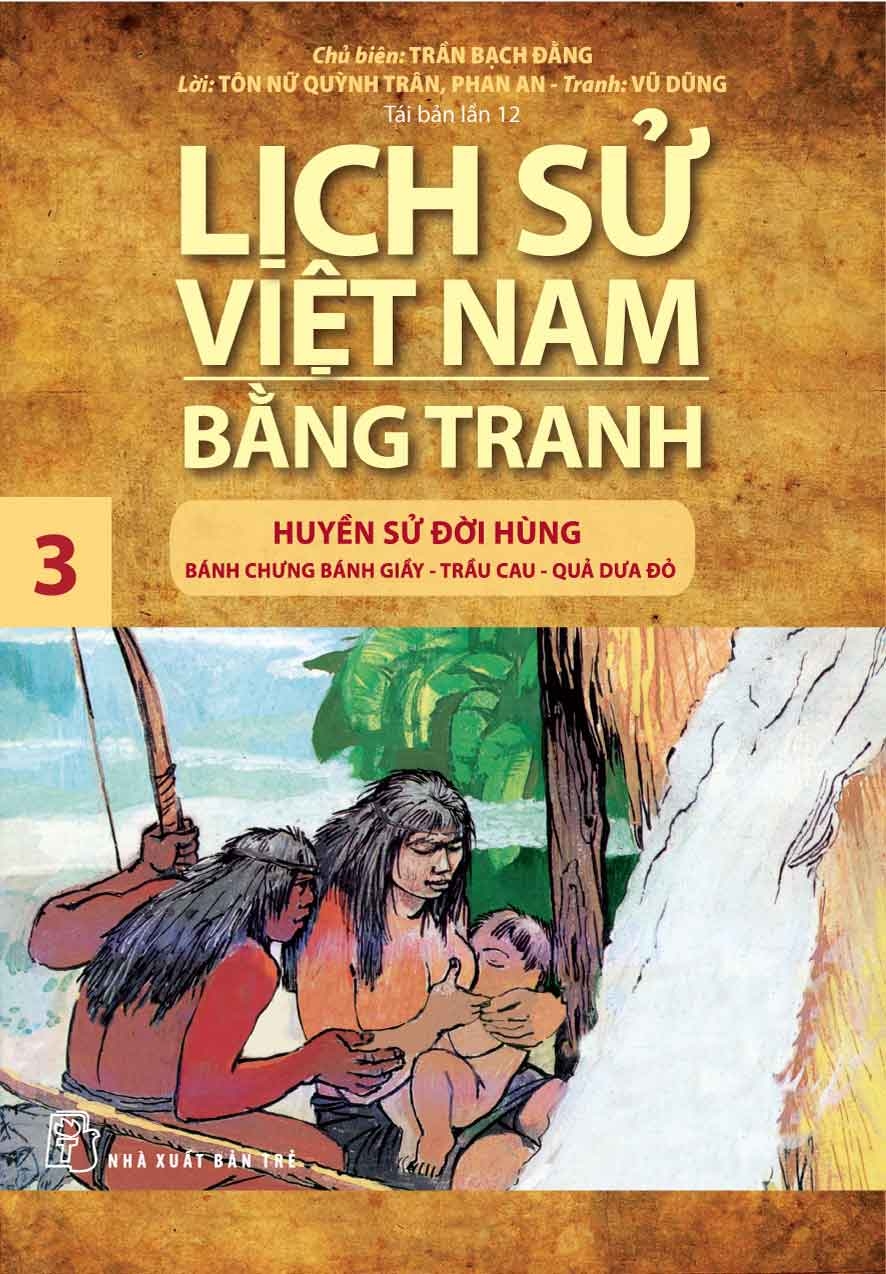 Chủ biên: TRẦN BẠCH ĐẰNG
Lời: TÔN NỮ QUỲNH TRÂN, PHAN AN - Tranh: VŨ DŨNG
Tái bản lần 12
LỊCH SỬ
VIỆT NAM
BẰNG TRANH
3
HUYỀN SỬ ĐỜI HÙNG
BÁNH CHƯNG BÁNH GIẦY - TRẦU CAU - QUẢ DƯA ĐỎ
NHÀ XUẤT BẢN TRẺ